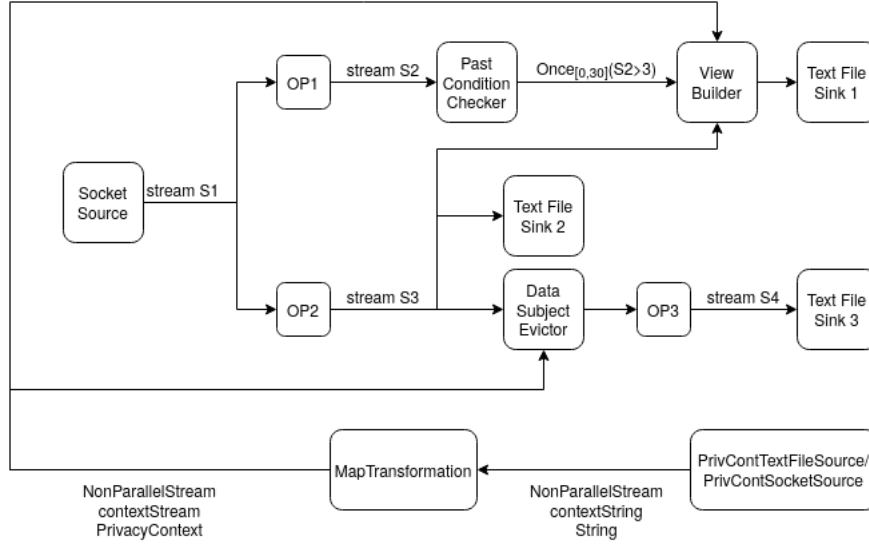 OP1
stream S2
Past
Condition
Checker
Once[0,30](S2>3)
View
Builder
Text File
Sink 1
Socket
Source
stream S1
Text File
Sink 2
OP2
stream S3
Data
Subject
Evictor
OP3
stream S4
Text File
Sink 3
MapTransformation
PrivContTextFileSource/
PrivContSocketSource
NonParallelStream
contextStream
PrivacyContext
NonParallelStream
contextString
String